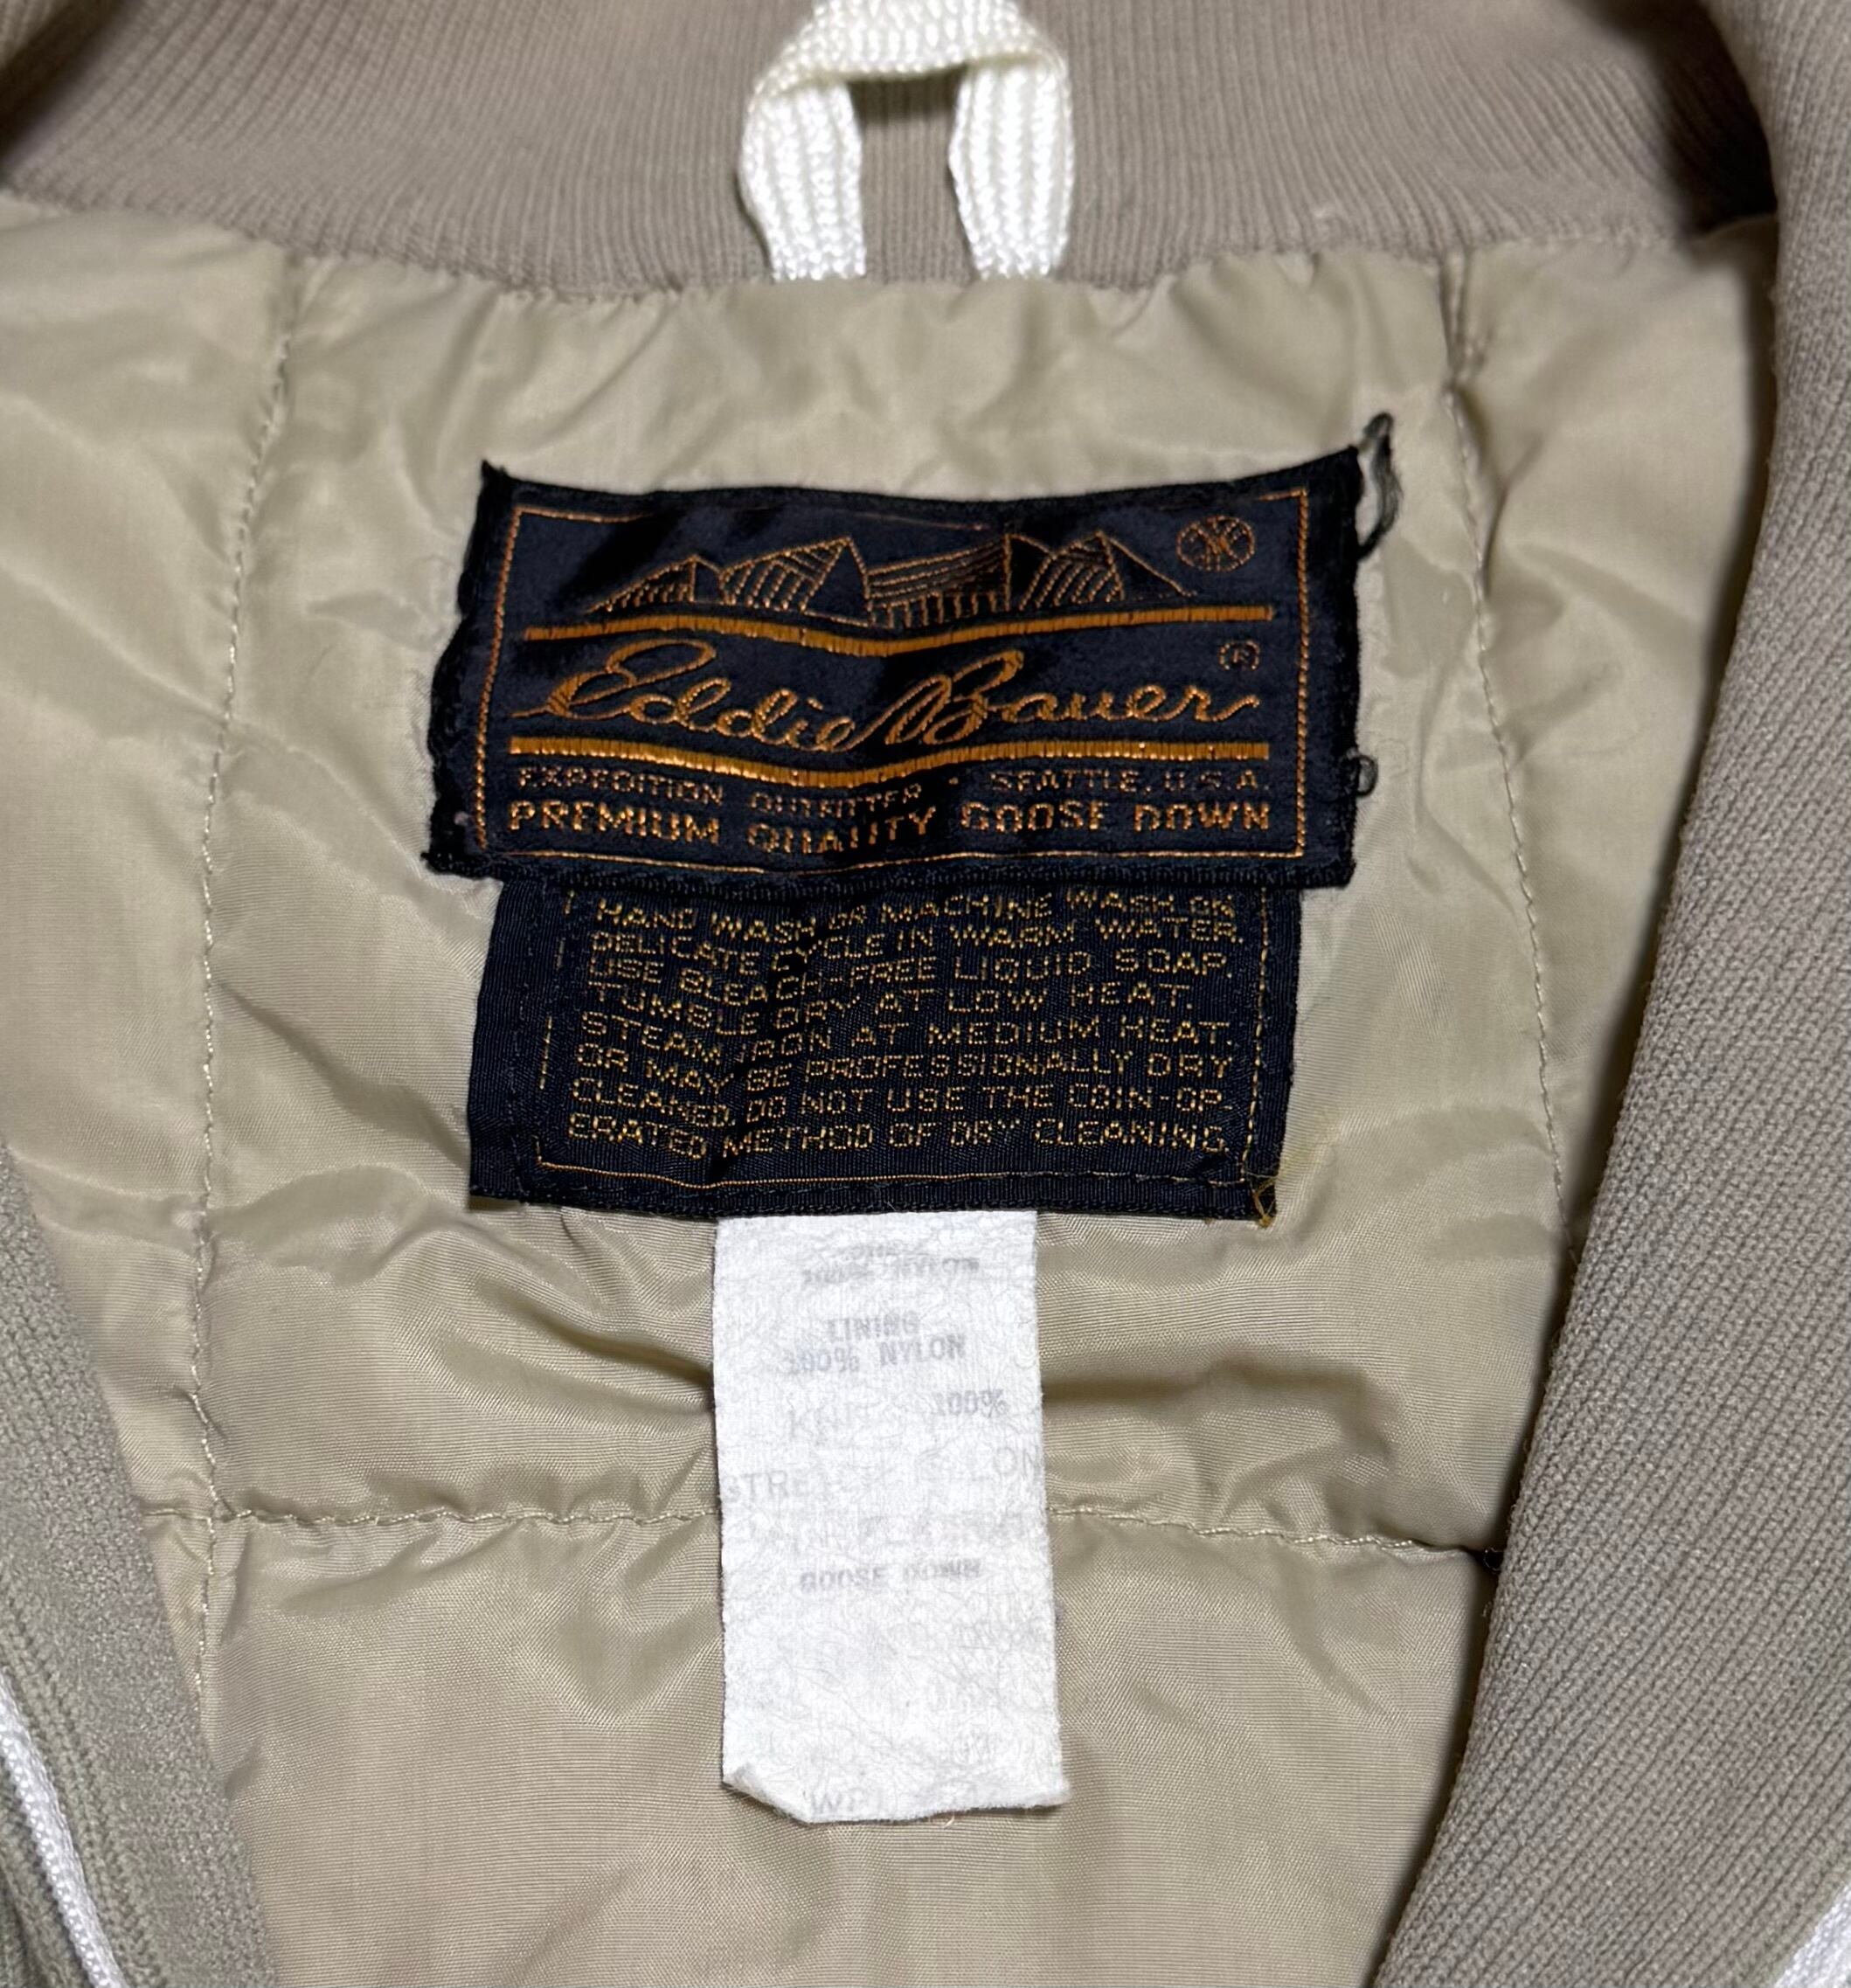 Eddie Bauer ®
EXPEDITION OUTFITTER • SEATTLE, U.S.A.
PREMIUM QUALITY GOOSE DOWN
HAND WASH OR MACHINE WASH ON
DELICATE CYCLE IN WARM WATER.
USE BLEACH-FREE LIQUID SOAP.
TUMBLE DRY AT LOW HEAT.
STEAM IRON AT MEDIUM HEAT.
OR MAY BE PROFESSIONALLY DRY
CLEANED. DO NOT USE THE COIN-OP-
ERATED METHOD OF DRY CLEANING.
100% NYLON
LINING
100% NYLON
KNIT 100%
STRETCH NYLON
GOOSE DOWN